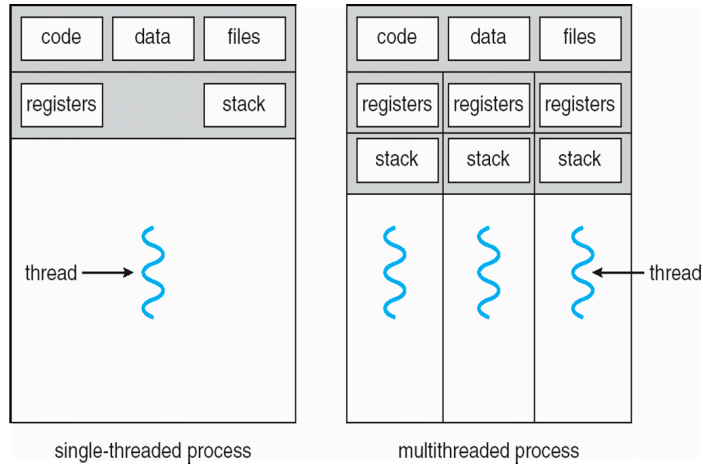 code data files
registers stack
thread
single-threaded process
code data files
registers registers registers
stack stack stack
thread
multithreaded process